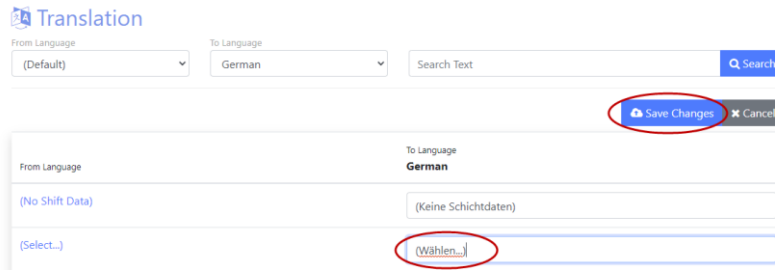 Translation
From Language
To Language
(Default)
German
Search Text
Search
Save Changes
Cancel
To Language
From Language
German
(No Shift Data)
(Keine Schichtdaten)
(Select...)
(Wählen...)